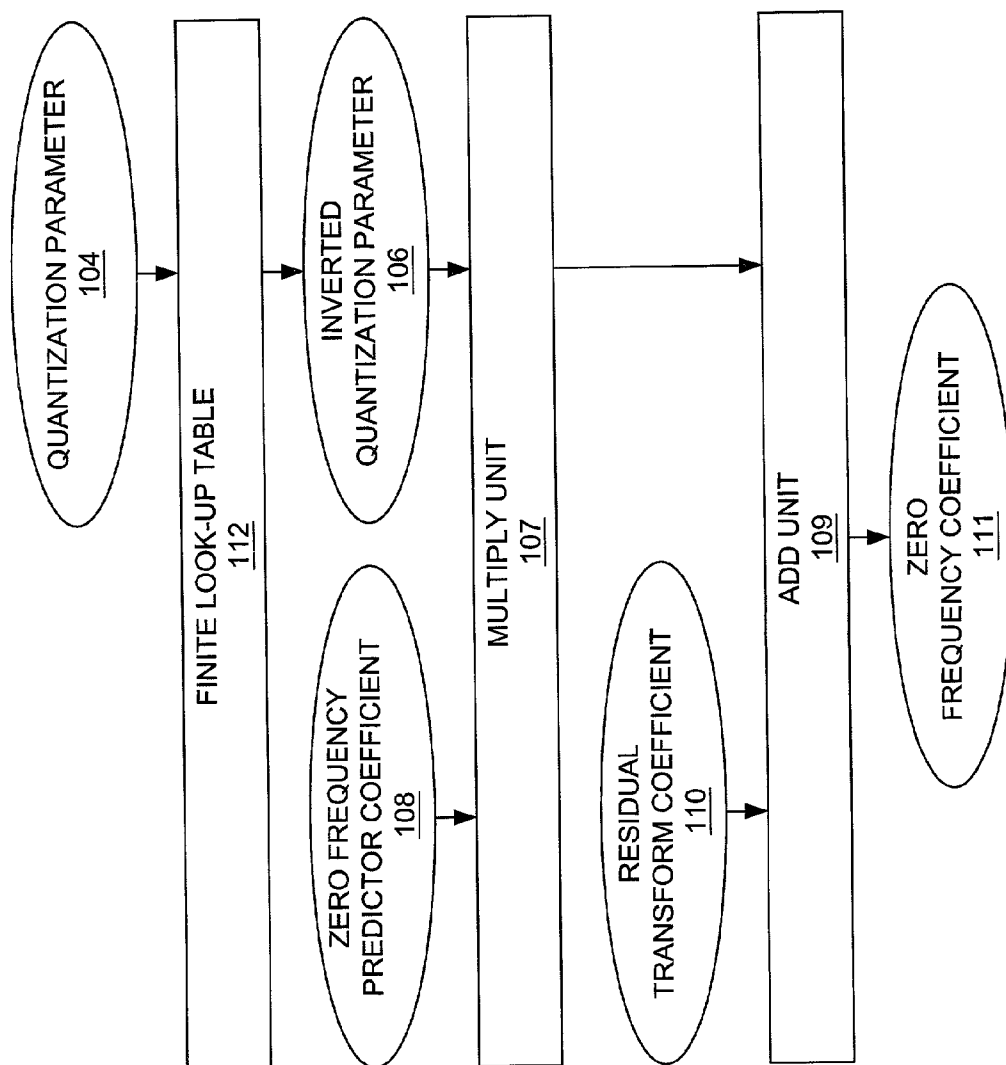 QUANTIZATION PARAMETER
104
FINITE LOOK-UP TABLE
112
INVERTED
QUANTIZATION PARAMETER
106
ZERO FREQUENCY
PREDICTOR COEFFICIENT
108
MULTIPLY UNIT
107
RESIDUAL
TRANSFORM COEFFICIENT
110
ADD UNIT
109
ZERO
FREQUENCY COEFFICIENT
111